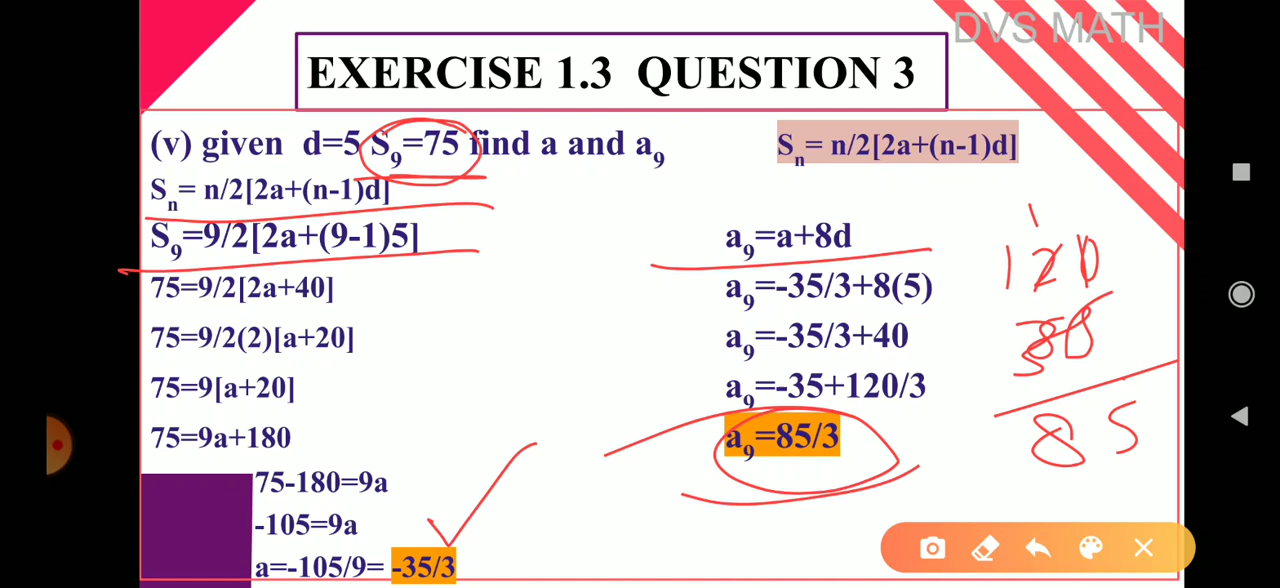 DVS MATH
EXERCISE 1.3 QUESTION 3
(v) given d=5 S9=75 find a and a9
Sn= n/2[2a+(n-1)d]
Sn= n/2[2a+(n-1)d]
S9=9/2[2a+(9-1)5]
75=9/2[2a+40]
75=9/2(2)[a+20]
75=9[a+20]
75=9a+180
75-180=9a
-105=9a
a=-105/9= -35/3
a9=a+8d
a9=-35/3+8(5)
a9=-35/3+40
a9=-35+120/3
a9=85/3
1
120
85